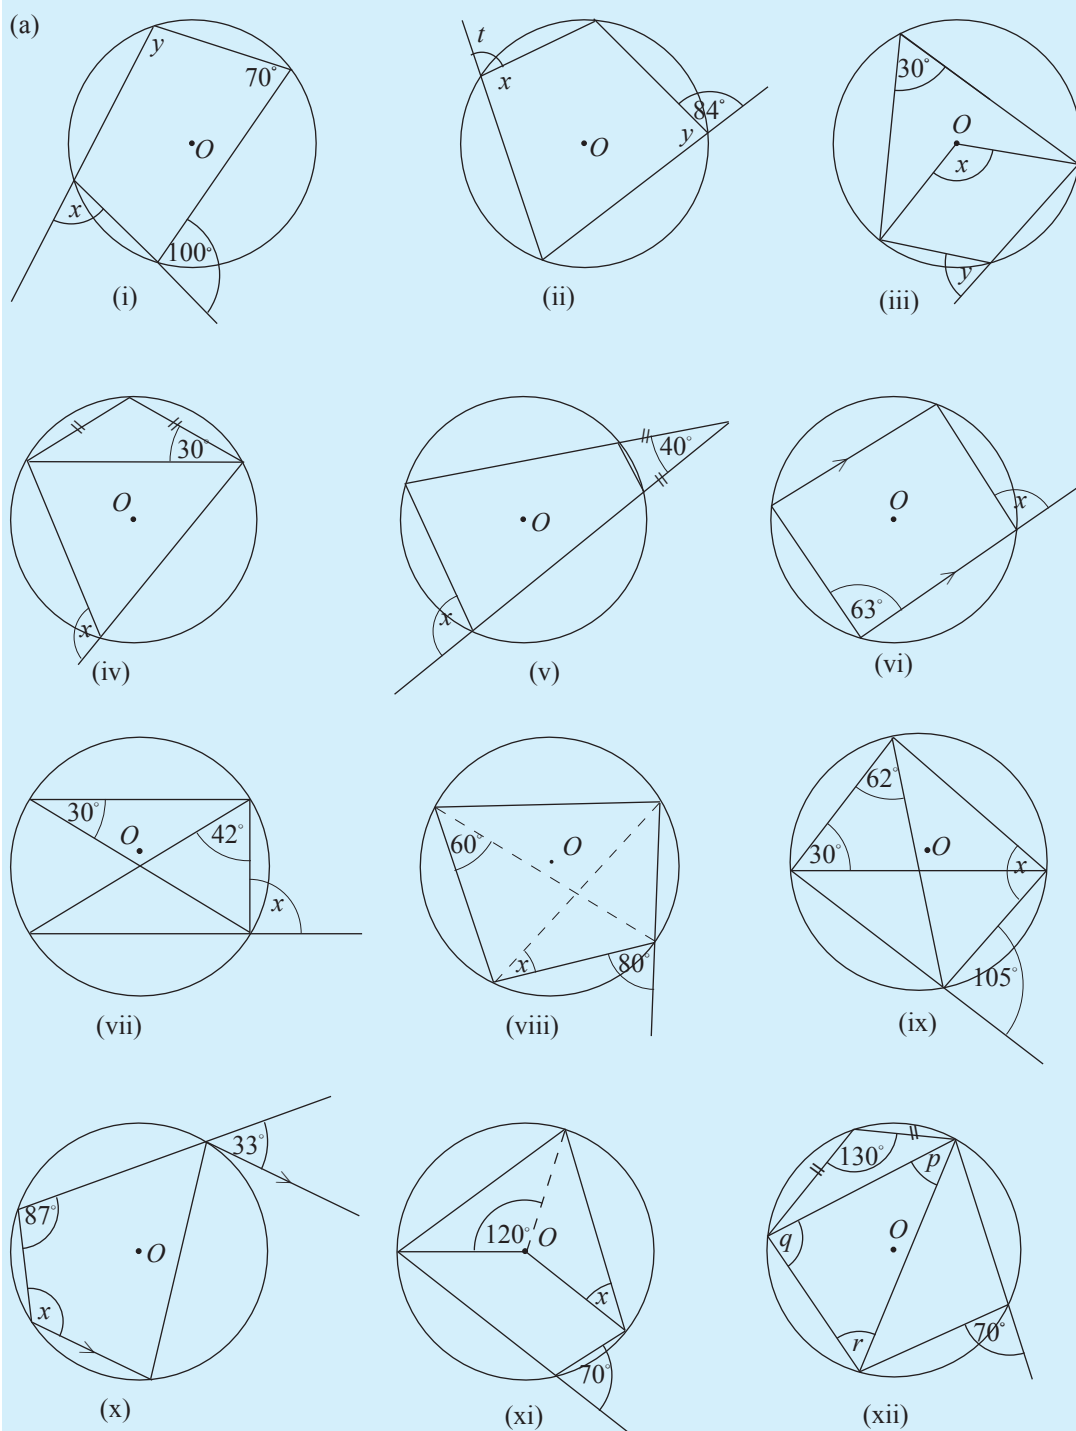 (a)
y
70°
O
x
100°
(i)
t
x
84°
y
O
(ii)
30°
O
x
y
(iii)
30°
O
x
(iv)
40°
O
x
(v)
O
x
63°
(vi)
30°
O
42°
x
(vii)
60°
O
x
80°
(viii)
62°
30°
O
x
105°
(ix)
33°
87°
O
x
(x)
120°
O
x
70°
(xi)
130°
p
q
O
r
70°
(xii)